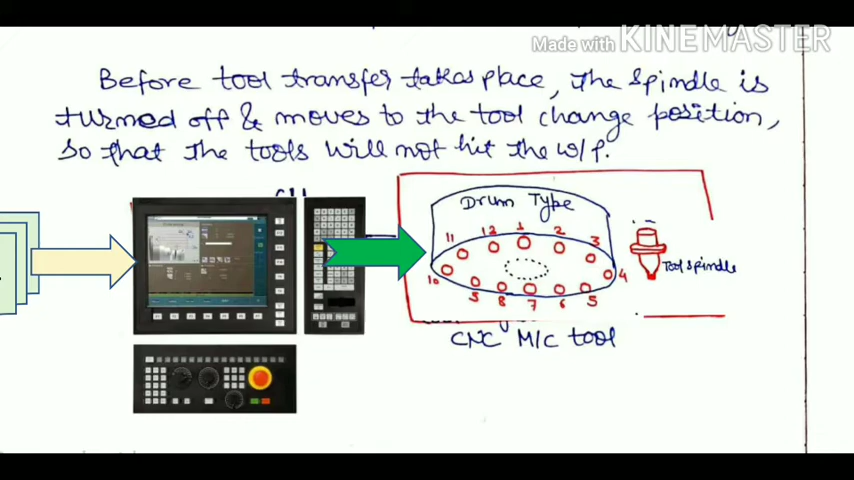 Made with KINEMASTER
Before tool transfer takes place, The spindle is
turned off & moves to the tool change position,
so that the tools will not hit the w/p.
Drum Type
11 12 1 2 3
10 4
9 8 7 6 5
Tool spindle
CNC M/C tool